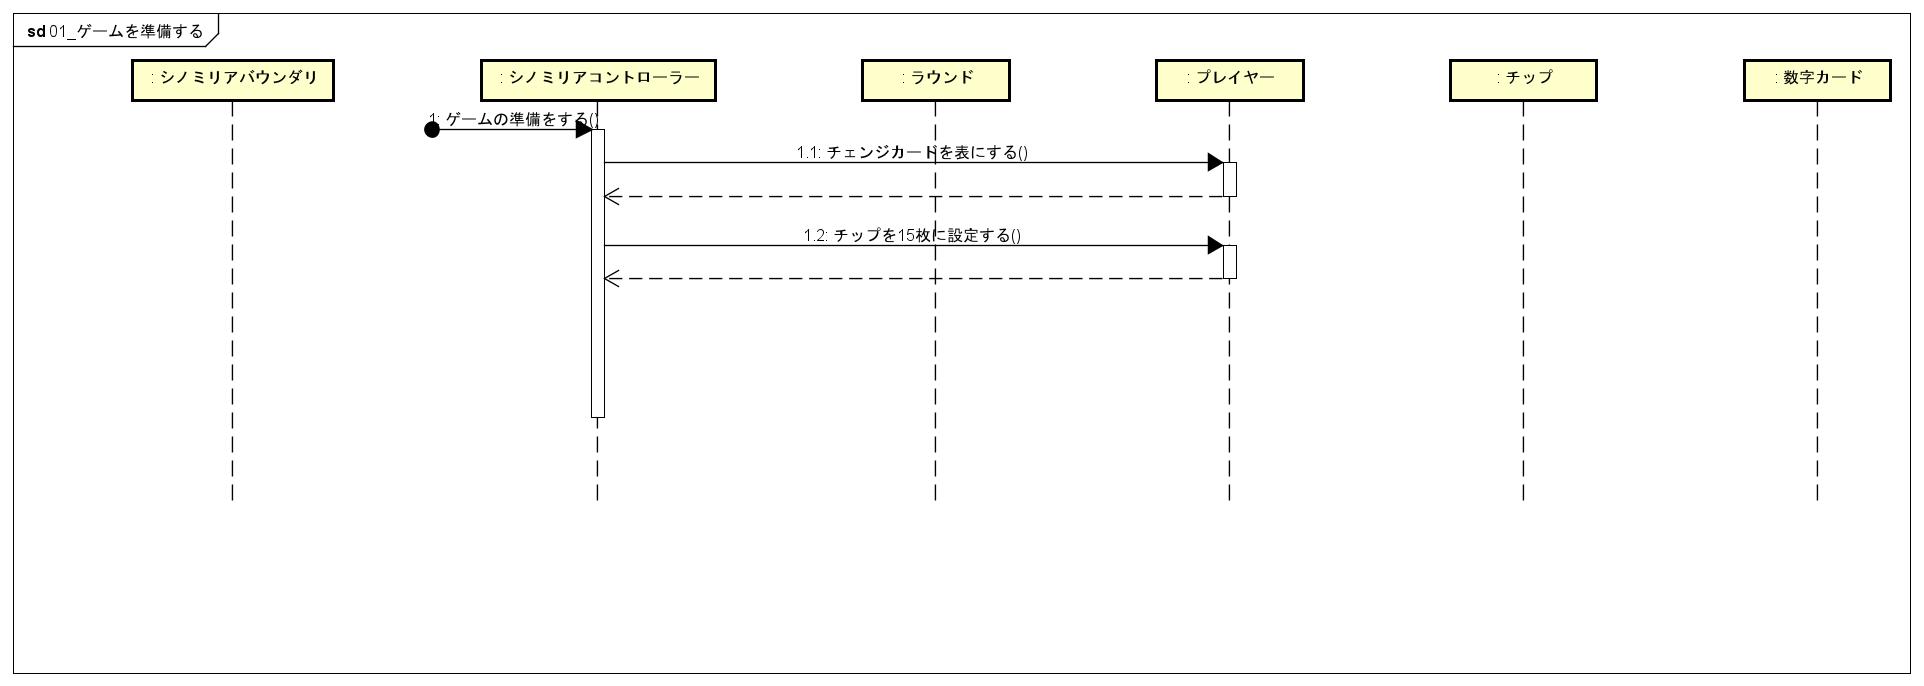 sd 01_ゲームを準備する
: シノミリアバウンダリ
: シノミリアコントローラー
: ラウンド
: プレイヤー
: チップ
: 数字カード
1: ゲームの準備をする()
1.1: チェンジカードを表にする()
1.2: チップを15枚に設定する()